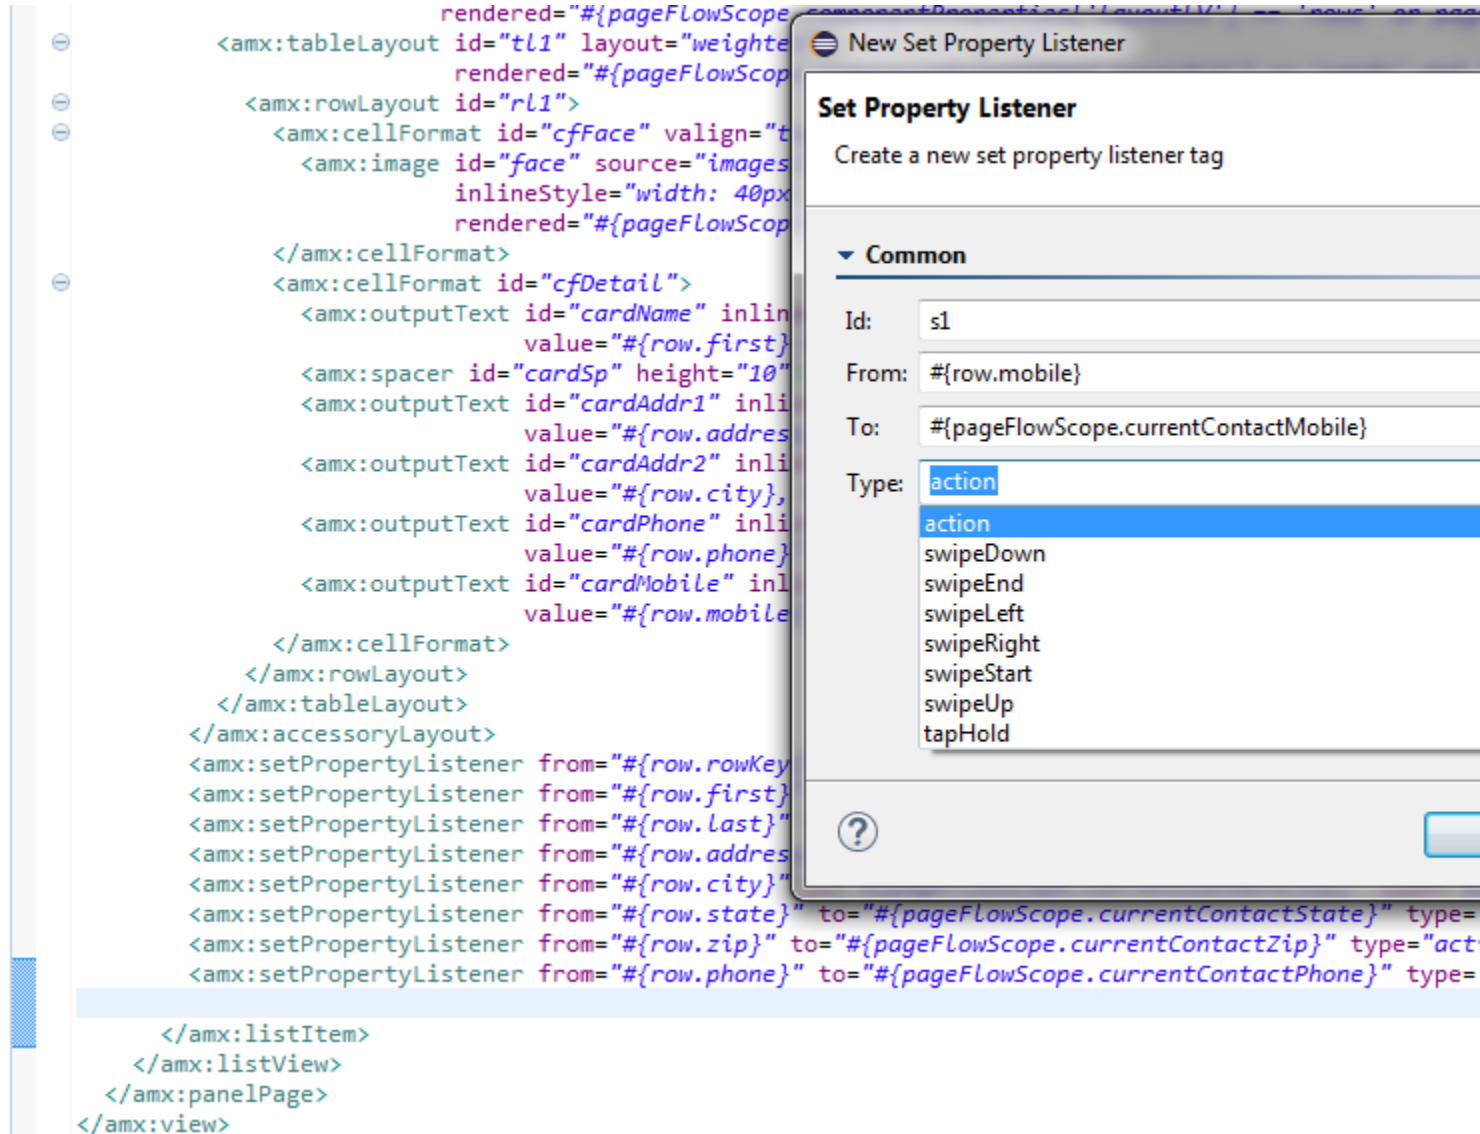 rendered="#{pageFlowScope.componentProperties['layoutLV'] ==
<amx:tableLayout id="tl1" layout="weighte
rendered="#{pageFlowScop
<amx:rowLayout id="rl1">
<amx:cellFormat id="cfFace" valign="t
<amx:image id="face" source="images
inlineStyle="width: 40px
rendered="#{pageFlowScop
</amx:cellFormat>
<amx:cellFormat id="cfDetail">
<amx:outputText id="cardName" inlin
value="#{row.first}
<amx:spacer id="cardSp" height="10"
<amx:outputText id="cardAddr1" inli
value="#{row.addres
<amx:outputText id="cardAddr2" inli
value="#{row.city},
<amx:outputText id="cardPhone" inli
value="#{row.phone}
<amx:outputText id="cardMobile" inl
value="#{row.mobile
</amx:cellFormat>
</amx:rowLayout>
</amx:tableLayout>
</amx:accessoryLayout>
<amx:setPropertyListener from="#{row.rowKey
<amx:setPropertyListener from="#{row.first}
<amx:setPropertyListener from="#{row.last}"
<amx:setPropertyListener from="#{row.addres
<amx:setPropertyListener from="#{row.city}"
<amx:setPropertyListener from="#{row.state}" to="#{pageFlowScope.currentContactState}" type=
<amx:setPropertyListener from="#{row.zip}" to="#{pageFlowScope.currentContactZip}" type="act
<amx:setPropertyListener from="#{row.phone}" to="#{pageFlowScope.currentContactPhone}" type=
</amx:listItem>
</amx:listView>
</amx:panelPage>
</amx:view>
New Set Property Listener
Set Property Listener
Create a new set property listener tag
Common
Id: s1
From: #{row.mobile}
To: #{pageFlowScope.currentContactMobile}
Type: action
action
swipeDown
swipeEnd
swipeLeft
swipeRight
swipeStart
swipeUp
tapHold
?